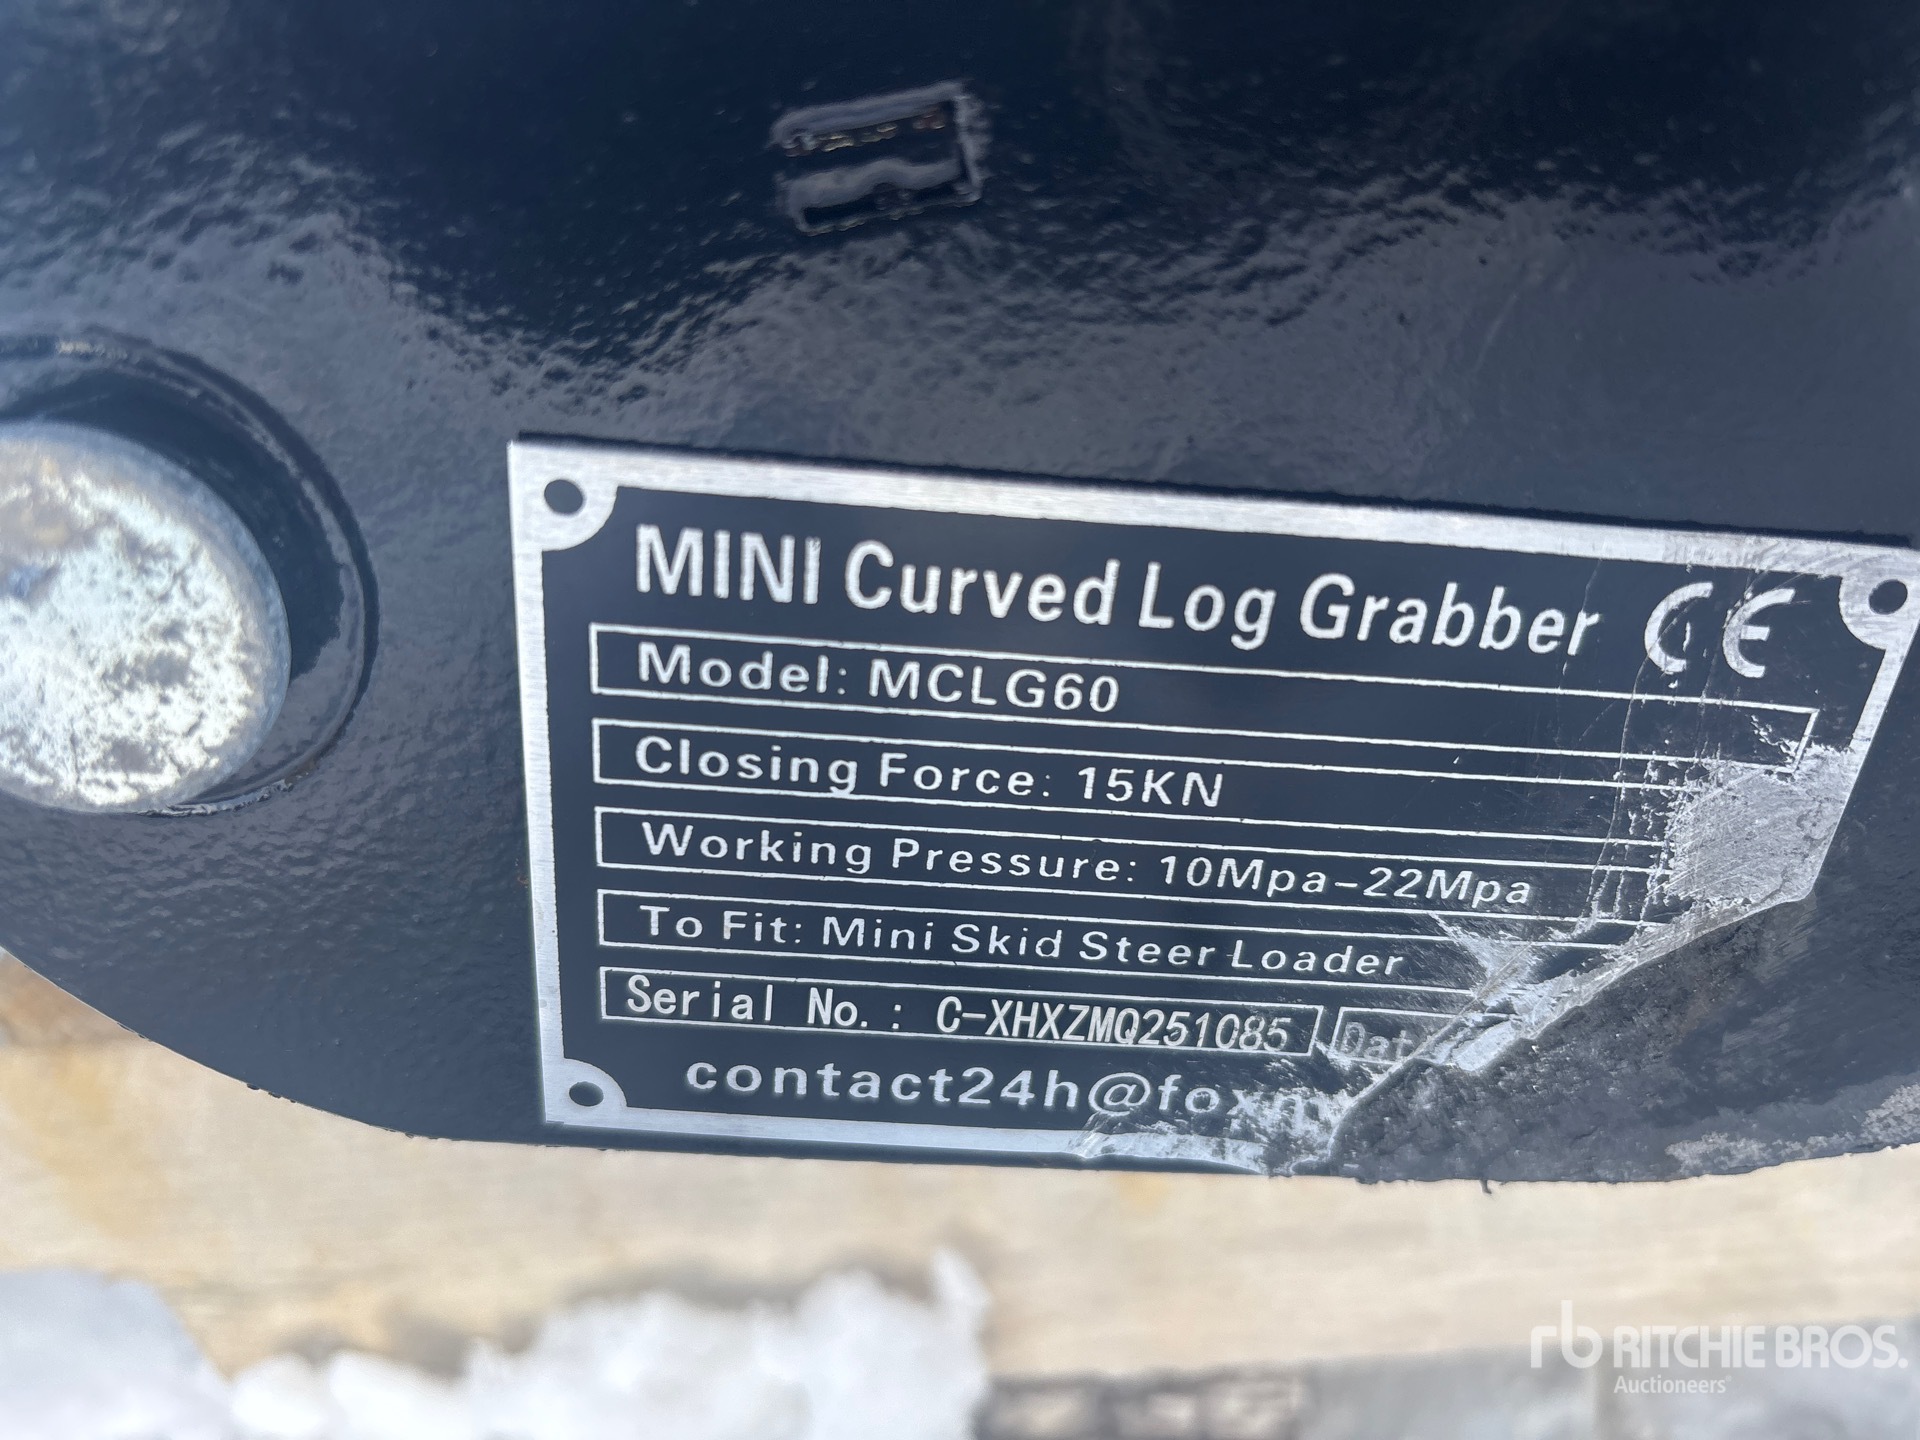 MINI Curved Log Grabber CE
Model: MCLG60
Closing Force: 15KN
Working Pressure: 10Mpa-22Mpa
To Fit: Mini Skid Steer Loader
Serial No.: C-XHXZMQ251085
contact24h@fox
rb RITCHIE BROS.
Auctioneers